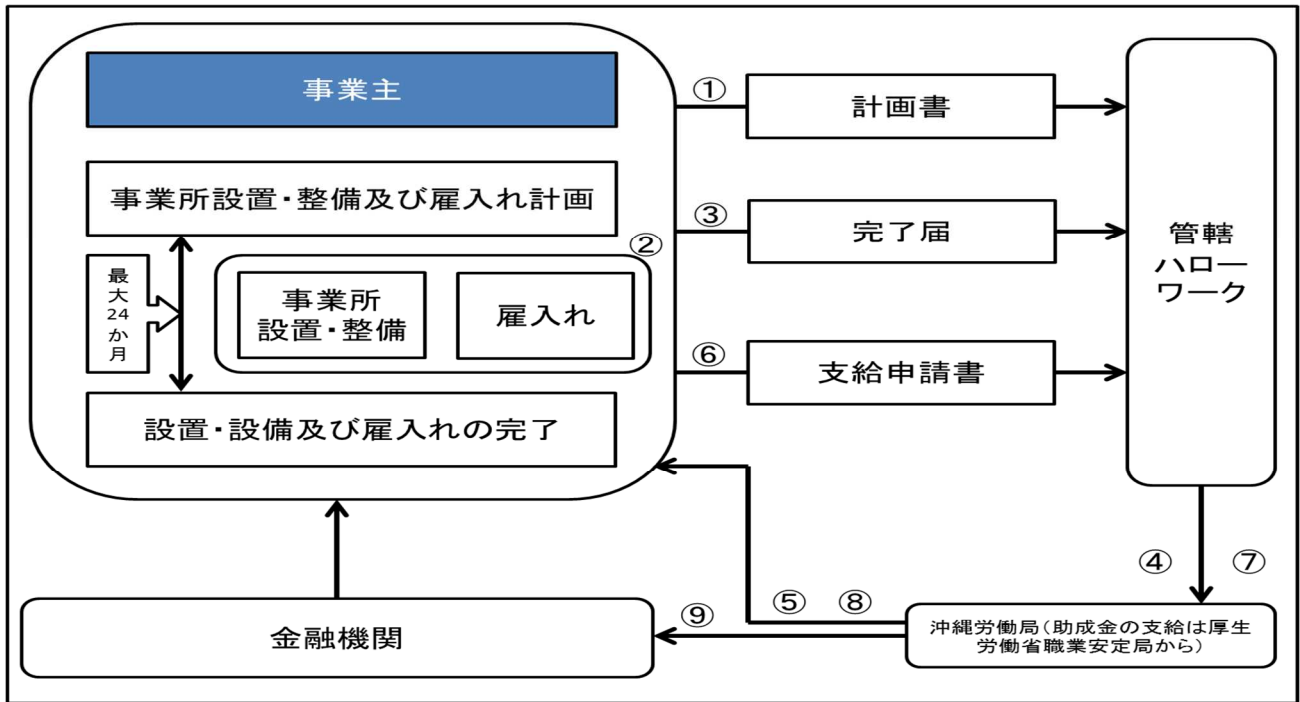 事業主
① 計画書
事業所設置・整備及び雇入れ計画
③ 完了届
管轄
ハロー
ワーク
②
最
大
24
か
月
事業所
設置・整備
雇入れ
⑥ 支給申請書
設置・設備及び雇入れの完了
④ ⑦
⑤ ⑧
⑨
金融機関
沖縄労働局(助成金の支給は厚生
労働省職業安定局から)